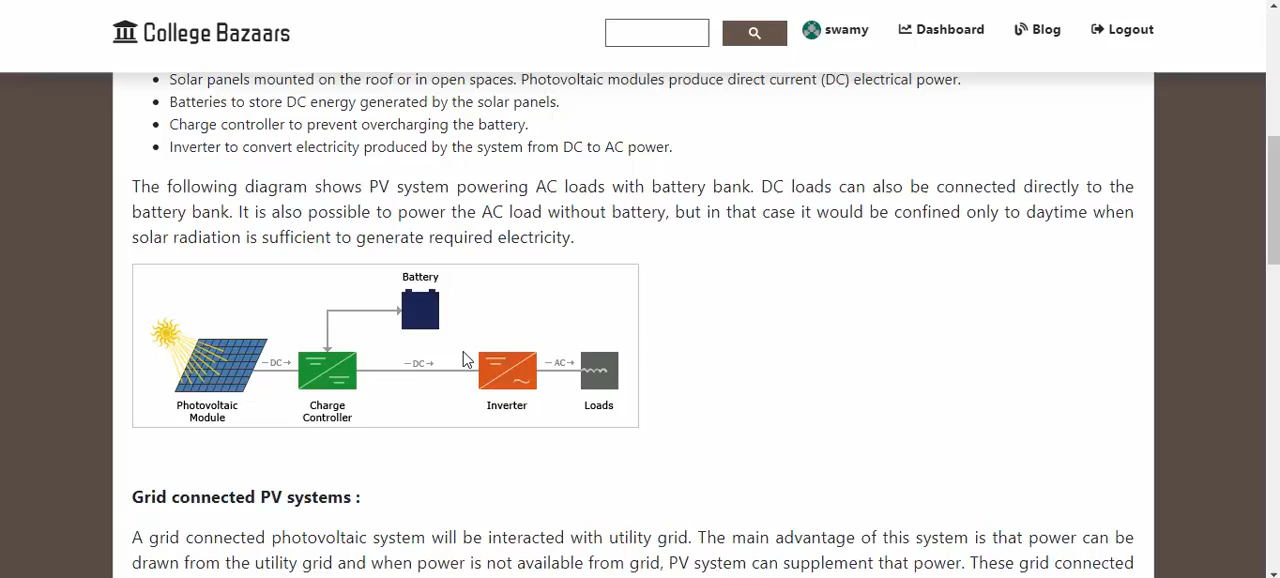 College Bazaars
swamy
Dashboard
Blog
Logout
Solar panels mounted on the roof or in open spaces. Photovoltaic modules produce direct current (DC) electrical power.
Batteries to store DC energy generated by the solar panels.
Charge controller to prevent overcharging the battery.
Inverter to convert electricity produced by the system from DC to AC power.
The following diagram shows PV system powering AC loads with battery bank. DC loads can also be connected directly to the
battery bank. It is also possible to power the AC load without battery, but in that case it would be confined only to daytime when
solar radiation is sufficient to generate required electricity.
Battery
DC
DC
AC
Photovoltaic
Module
Charge
Controller
Inverter
Loads
Grid connected PV systems :
A grid connected photovoltaic system will be interacted with utility grid. The main advantage of this system is that power can be
drawn from the utility grid and when power is not available from grid, PV system can supplement that power. These grid connected